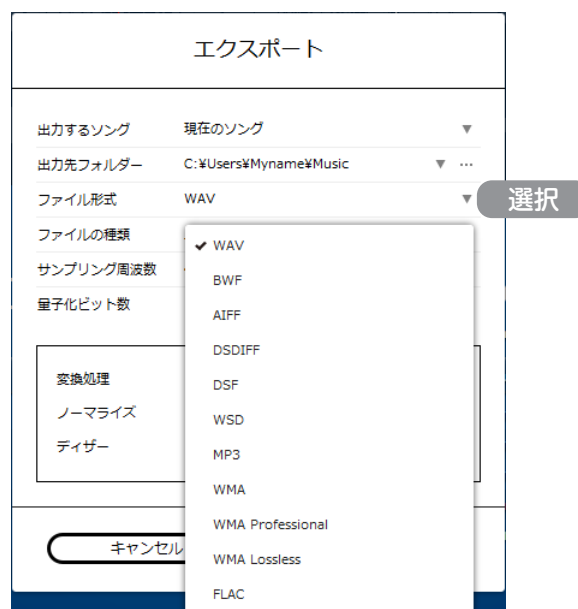 エクスポート
出力するソング 現在のソング
出力先フォルダー C:¥Users¥Myname¥Music
ファイル形式 WAV
選択
ファイルの種類
サンプリング周波数
量子化ビット数
WAV
BWF
AIFF
DSDIFF
DSF
WSD
MP3
WMA
WMA Professional
WMA Lossless
FLAC
変換処理
ノーマライズ
ディザー
キャンセル